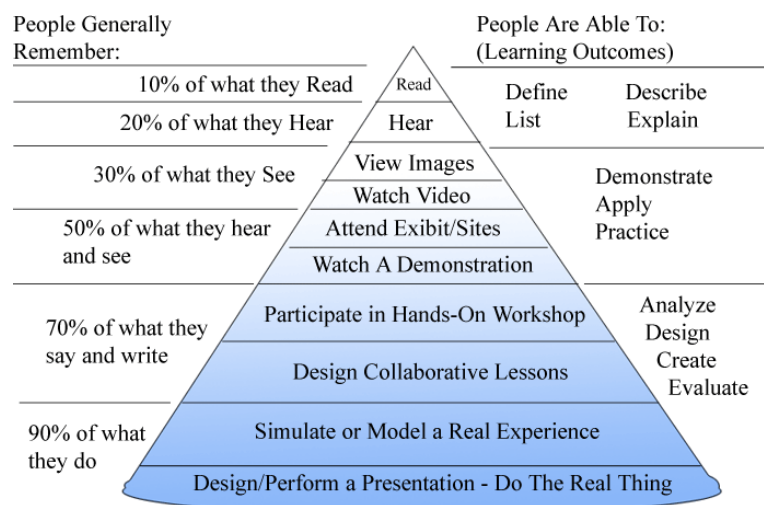 People Generally
Remember:
10% of what they Read
20% of what they Hear
30% of what they See
50% of what they hear
and see
70% of what they
say and write
90% of what
they do
Read
Hear
View Images
Watch Video
Attend Exibit/Sites
Watch A Demonstration
Participate in Hands-On Workshop
Design Collaborative Lessons
Simulate or Model a Real Experience
Design/Perform a Presentation - Do The Real Thing
People Are Able To:
(Learning Outcomes)
Define Describe
List Explain
Demonstrate
Apply
Practice
Analyze
Design
Create
Evaluate